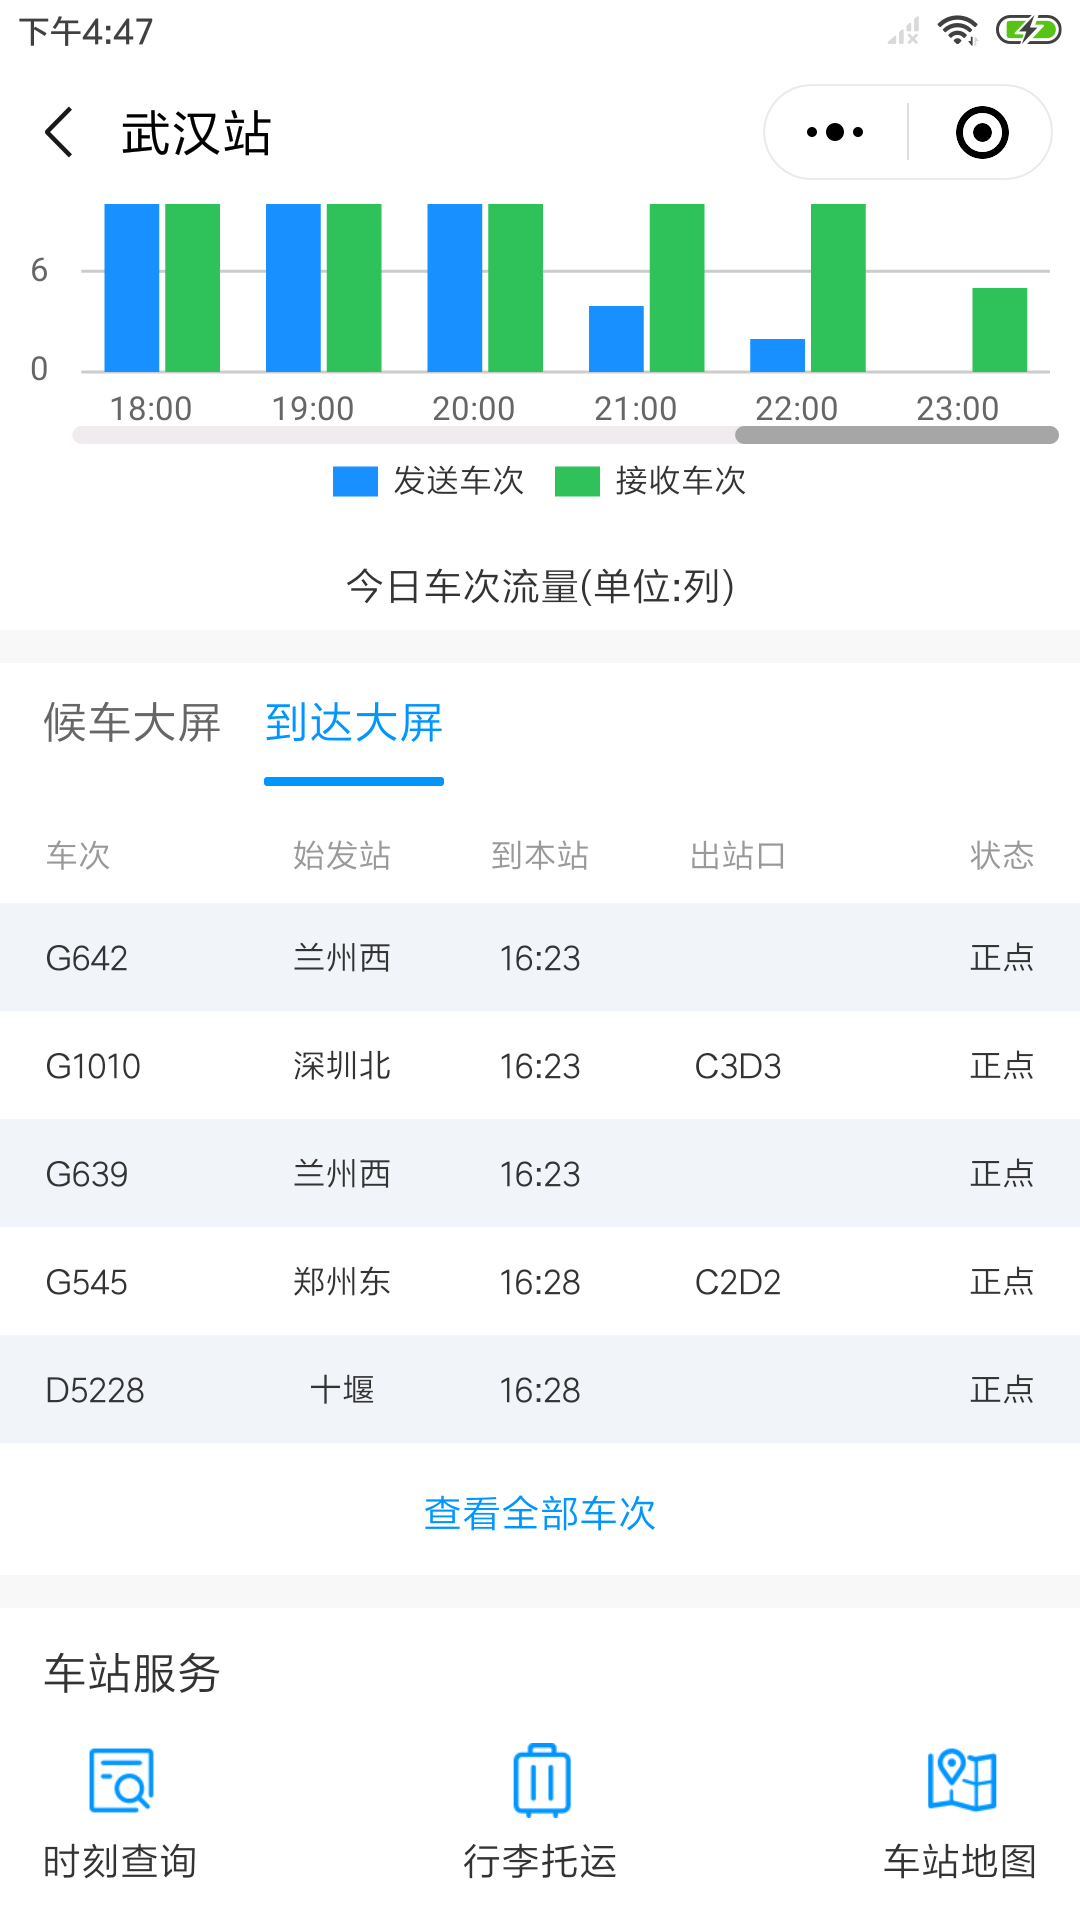 下午4:47
武汉站
6
0
18:00 19:00 20:00 21:00 22:00 23:00
发送车次 接收车次
今日车次流量(单位:列)
候车大屏 到达大屏
车次 始发站 到本站 出站口 状态
G642 兰州西 16:23 正点
G1010 深圳北 16:23 C3D3 正点
G639 兰州西 16:23 正点
G545 郑州东 16:28 C2D2 正点
D5228 十堰 16:28 正点
查看全部车次
车站服务
时刻查询 行李托运 车站地图